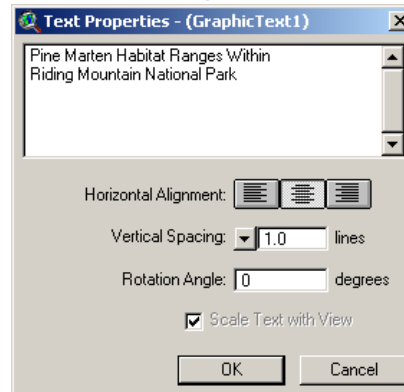 Text Properties - (GraphicText1)
Pine Marten Habitat Ranges Within
Riding Mountain National Park
Horizontal Alignment:
Vertical Spacing: 1.0 lines
Rotation Angle: 0 degrees
Scale Text with View
OK Cancel